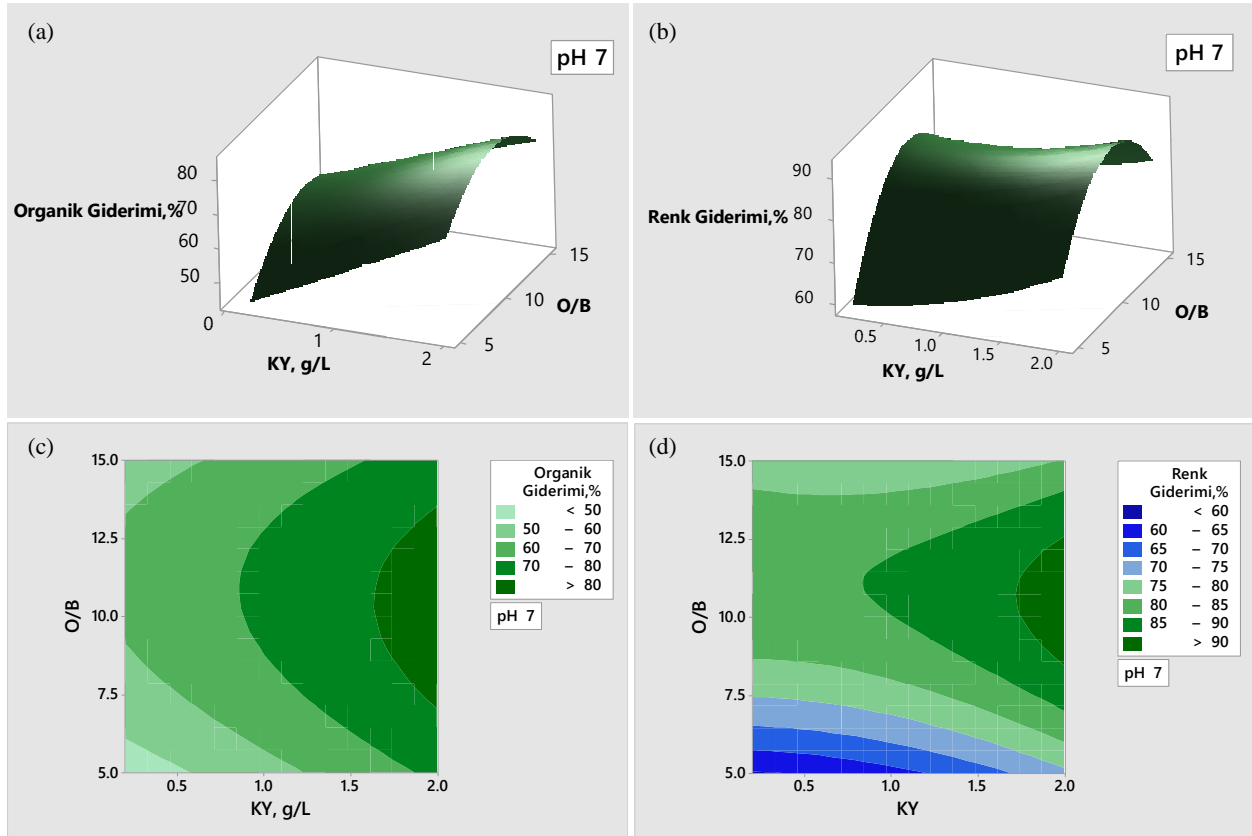 (a)
pH 7
Organik Giderimi,%
80
70
60
50
0
1
2
KY, g/L
5
10
15
O/B
(b)
pH 7
Renk Giderimi,%
90
80
70
60
0.5
1.0
1.5
2.0
KY, g/L
5
10
15
O/B
(c)
15.0
12.5
10.0
7.5
5.0
O/B
0.5
1.0
1.5
2.0
KY, g/L
Organik
Giderimi,%
< 50
50 – 60
60 – 70
70 – 80
> 80
pH 7
(d)
15.0
12.5
10.0
7.5
5.0
O/B
0.5
1.0
1.5
2.0
KY
Renk
Giderimi,%
< 60
60 – 65
65 – 70
70 – 75
75 – 80
80 – 85
85 – 90
> 90
pH 7